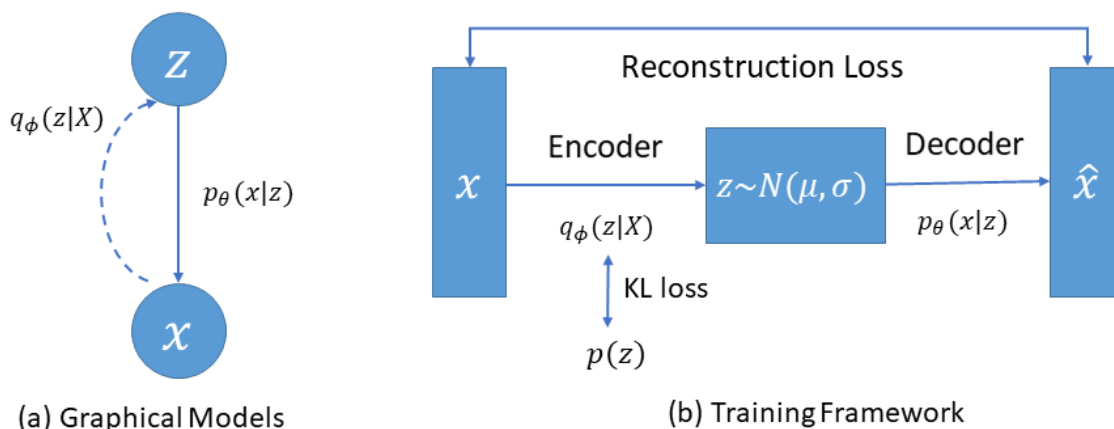 z
q_ϕ(z|X)
p_θ(x|z)
x
(a) Graphical Models
Reconstruction Loss
Encoder
Decoder
x
z~N(μ, σ)
x̂
q_ϕ(z|X)
p_θ(x|z)
KL loss
p(z)
(b) Training Framework